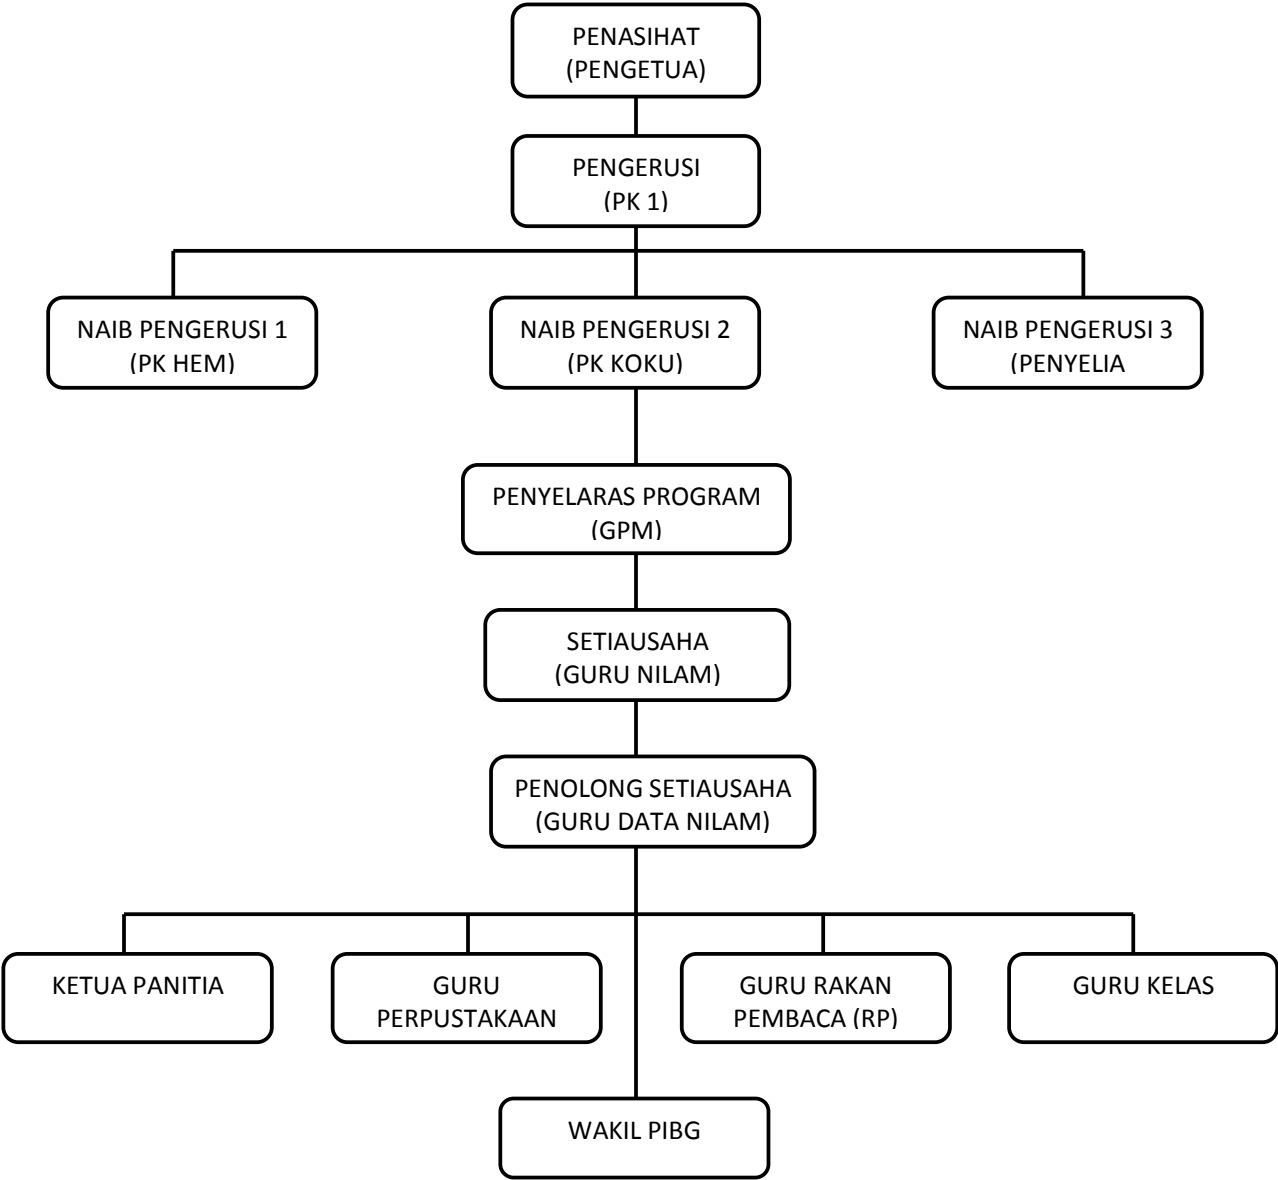 PENASIHAT
(PENGETUA)
PENGERUSI
(PK 1)
NAIB PENGERUSI 1
(PK HEM)
NAIB PENGERUSI 2
(PK KOKU)
NAIB PENGERUSI 3
(PENYELIA
PENYELARAS PROGRAM
(GPM)
SETIAUSAHA
(GURU NILAM)
PENOLONG SETIAUSAHA
(GURU DATA NILAM)
KETUA PANITIA
GURU
PERPUSTAKAAN
GURU RAKAN
PEMBACA (RP)
GURU KELAS
WAKIL PIBG